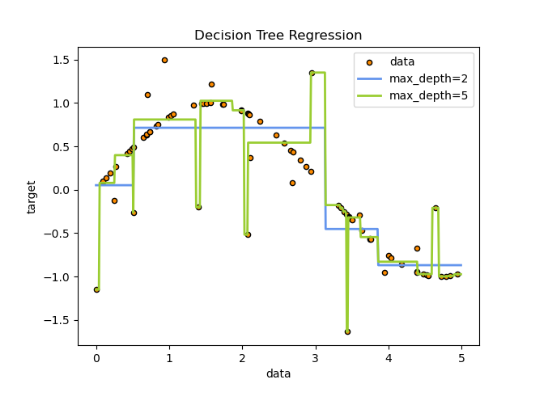 Decision Tree Regression
data
max_depth=2
max_depth=5
target
1.5
1.0
0.5
0.0
−0.5
−1.0
−1.5
0 1 2 3 4 5
data